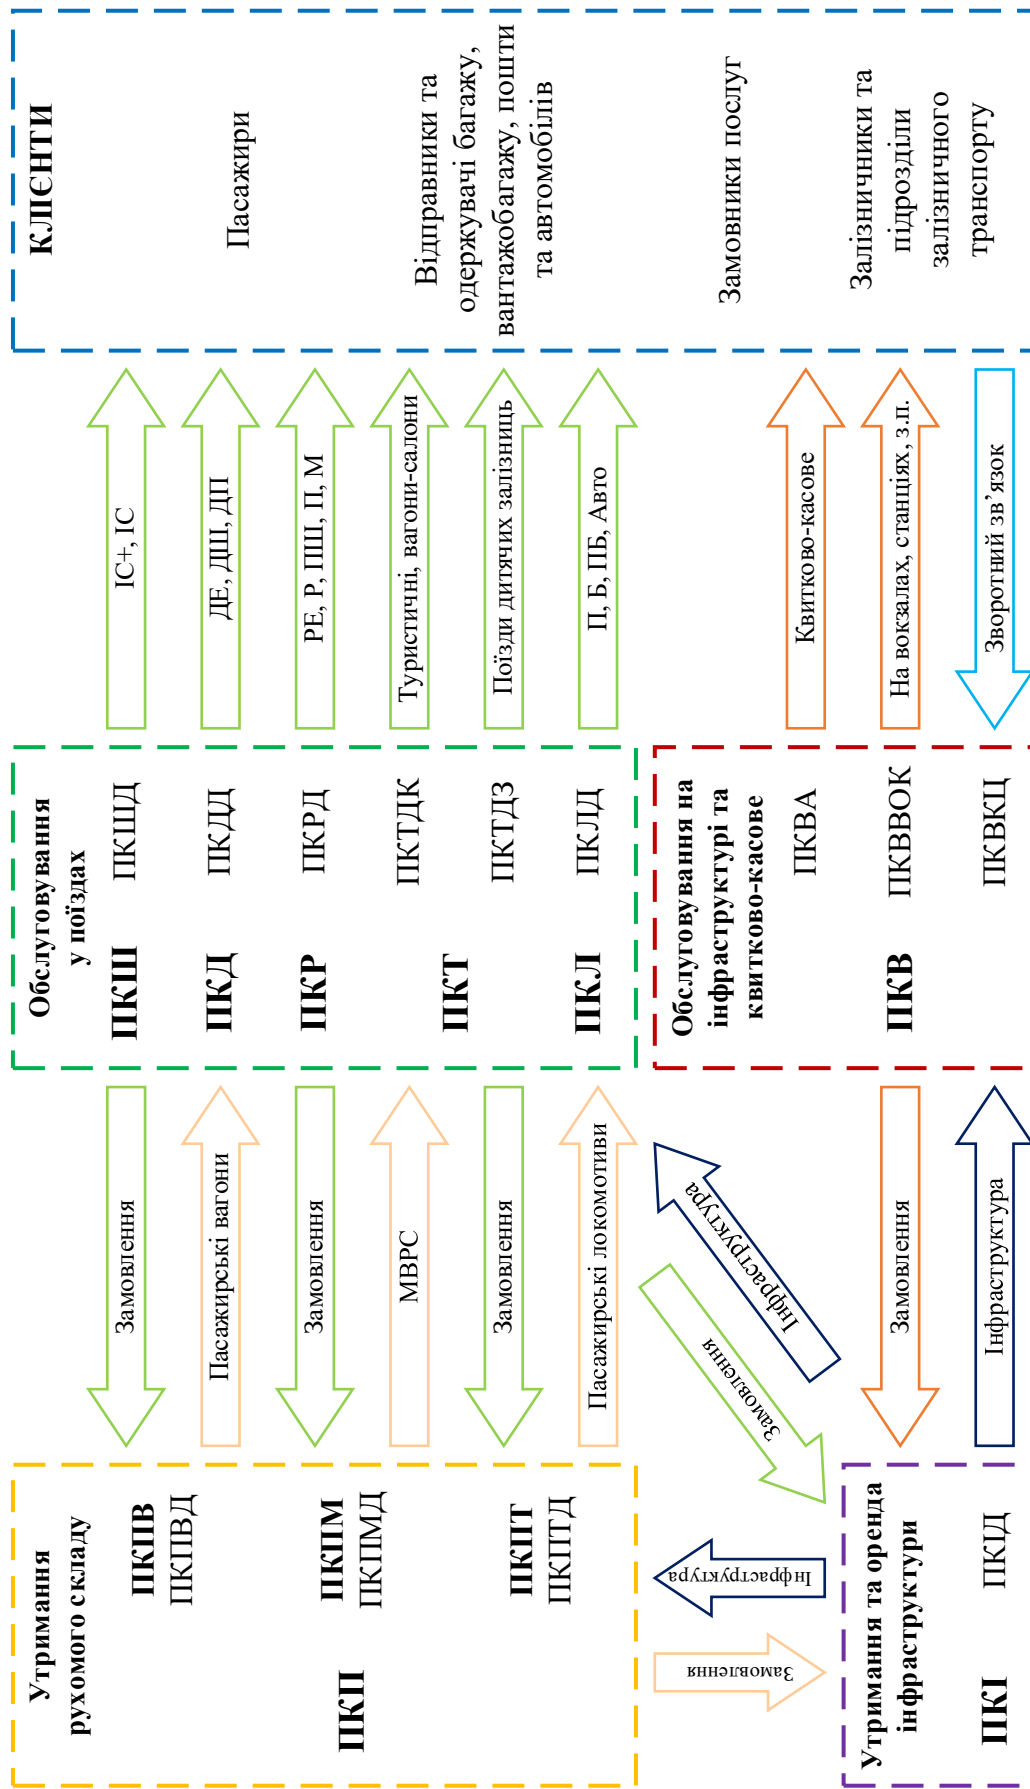 Утримання
рухомого складу
ПКПВ
ПКПВД
ПКП
ПКПМ
ПКПМД
ПКПТ
ПКПТД
Замовлення
Пасажирські вагони
Замовлення
МВРС
Замовлення
Пасажирські локомотиви
Обслуговування
у поїздах
ПКШ
ПКШД
ПКД
ПКДД
ПКР
ПКРД
ПКТ
ПКТДК
ПКТДЗ
ПКЛ
ПКЛД
ІС+, ІС
ДЕ, ДШ, ДП
РЕ, Р, ПШ, П, М
Туристичні, вагони-салони
Поїзди дитячих залізниць
П, Б, ПБ, Авто
КЛІЄНТИ
Пасажири
Відправники та
одержувачі багажу,
вантажобагажу, пошти
та автомобілів
Замовники послуг
Залізничники та
підрозділи
залізничного
транспорту
Замовлення
Інфраструктура
Замовлення
Інфраструктура
Утримання та оренда
інфраструктури
ПКІ
ПКІД
Замовлення
Інфраструктура
Обслуговування на
інфраструктурі та
квитково-касове
ПКВА
ПКВ
ПКВВОК
ПКВКЦ
Квитково-касове
На вокзалах, станціях, з.п.
Зворотний зв’язок